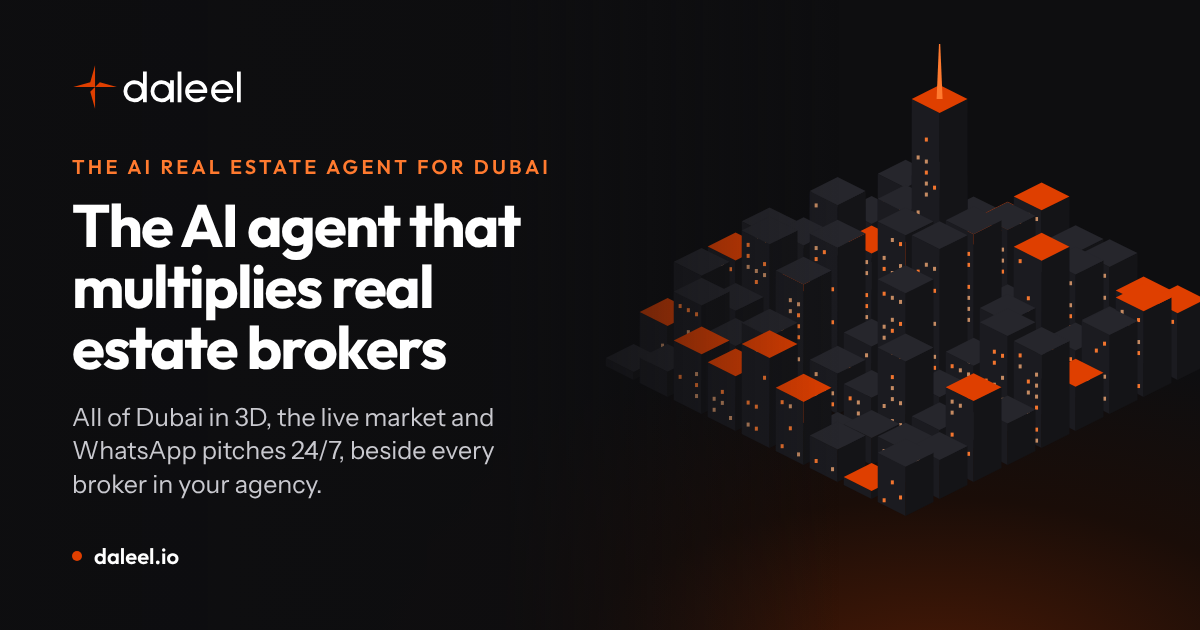 daleel
THE AI REAL ESTATE AGENT FOR DUBAI
The AI agent that
multiplies real
estate brokers
All of Dubai in 3D, the live market and
WhatsApp pitches 24/7, beside every
broker in your agency.
daleel.io